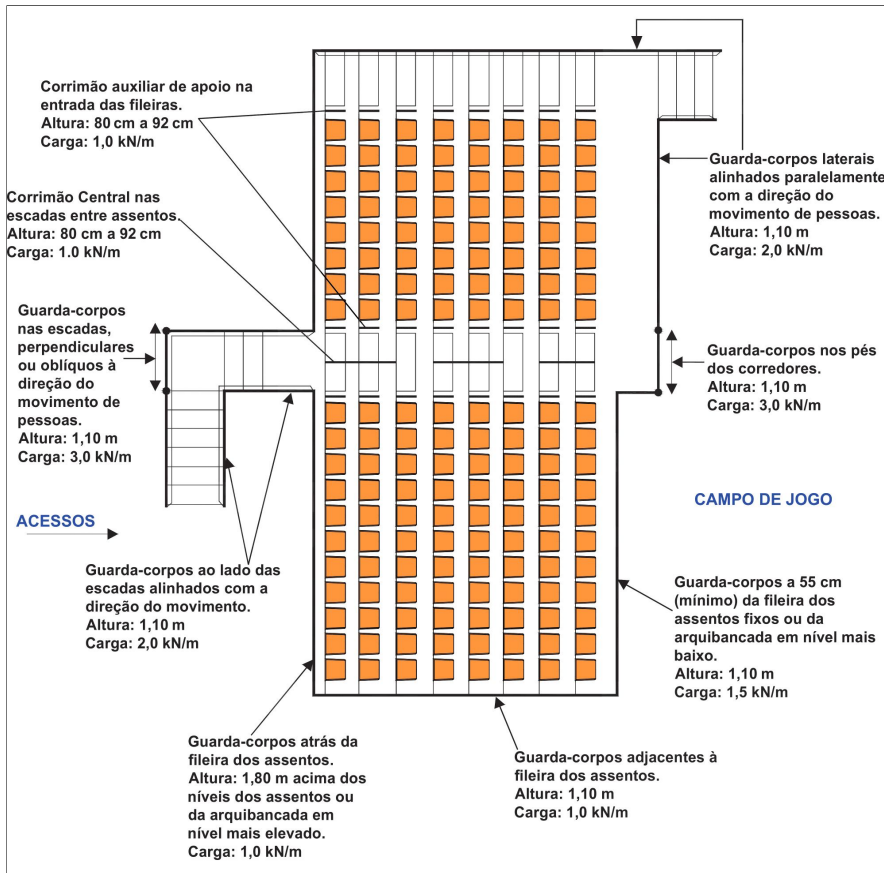 Corrimão auxiliar de apoio na
entrada das fileiras.
Altura: 80 cm a 92 cm
Carga: 1,0 kN/m
Corrimão Central nas
escadas entre assentos.
Altura: 80 cm a 92 cm
Carga: 1.0 kN/m
Guarda-corpos
nas escadas,
perpendiculares
ou oblíquos à
direção do
movimento de
pessoas.
Altura: 1,10 m
Carga: 3,0 kN/m
ACESSOS
Guarda-corpos ao lado das
escadas alinhados com a
direção do movimento.
Altura: 1,10 m
Carga: 2,0 kN/m
Guarda-corpos atrás da
fileira dos assentos.
Altura: 1,80 m acima dos
níveis dos assentos ou
da arquibancada em
nível mais elevado.
Carga: 1,0 kN/m
Guarda-corpos adjacentes à
fileira dos assentos.
Altura: 1,10 m
Carga: 1,0 kN/m
Guarda-corpos laterais
alinhados paralelamente
com a direção do
movimento de pessoas.
Altura: 1,10 m
Carga: 2,0 kN/m
Guarda-corpos nos pés
dos corredores.
Altura: 1,10 m
Carga: 3,0 kN/m
CAMPO DE JOGO
Guarda-corpos a 55 cm
(mínimo) da fileira dos
assentos fixos ou da
arquibancada em nível mais
baixo.
Altura: 1,10 m
Carga: 1,5 kN/m